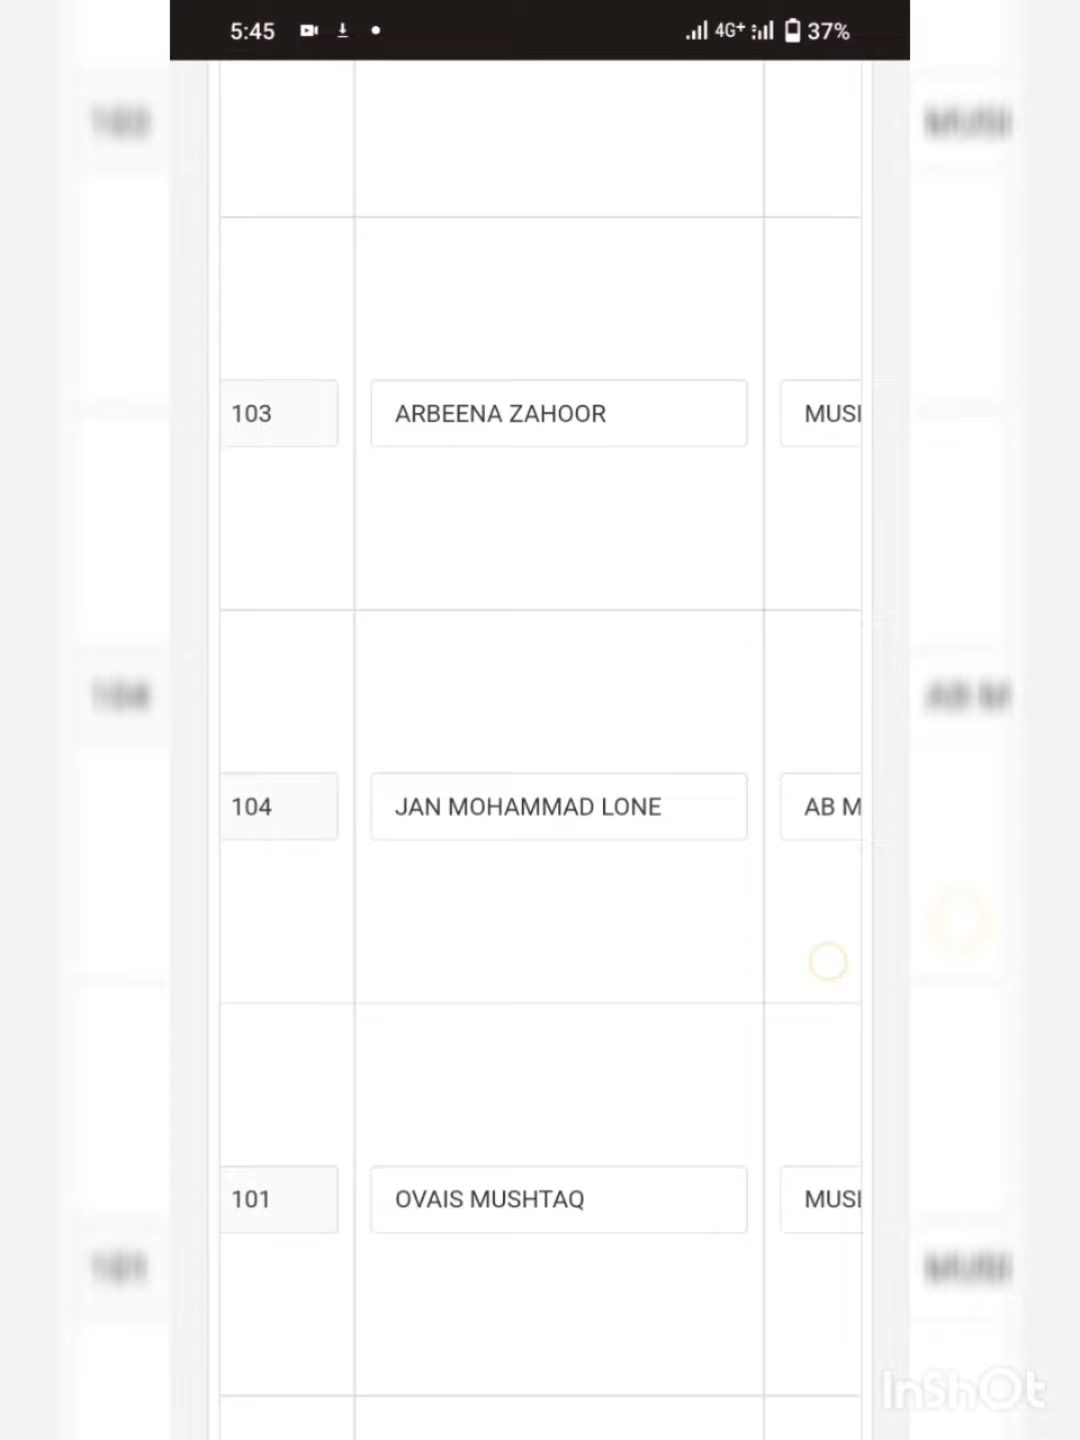 5:45 4G+ 37%
103 ARBEENA ZAHOOR MUSI
104 JAN MOHAMMAD LONE AB M
101 OVAIS MUSHTAQ MUSI
InShOt